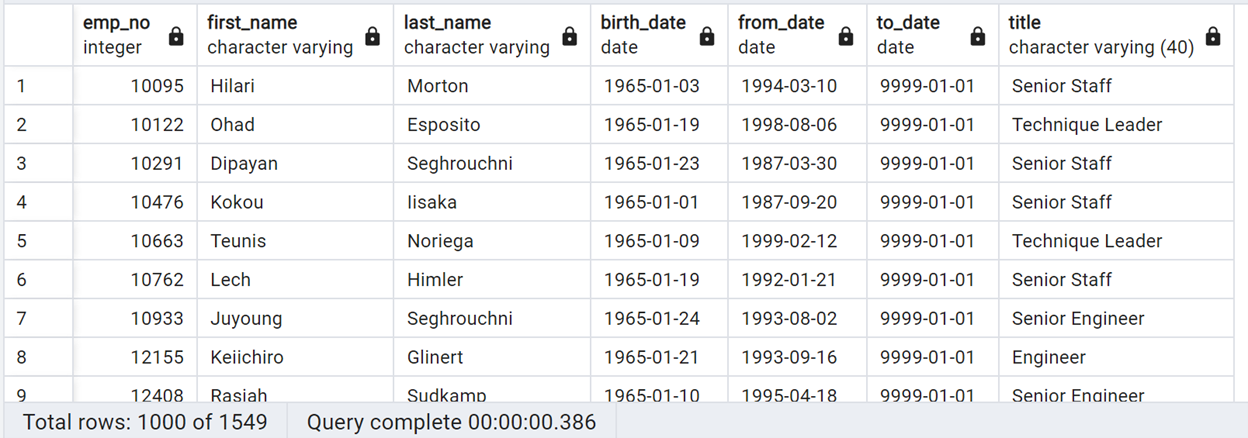 emp_no first_name last_name birth_date from_date to_date title
integer character varying character varying date date date character varying (40)
1 10095 Hilari Morton 1965-01-03 1994-03-10 9999-01-01 Senior Staff
2 10122 Ohad Esposito 1965-01-19 1998-08-06 9999-01-01 Technique Leader
3 10291 Dipayan Seghrouchni 1965-01-23 1987-03-30 9999-01-01 Senior Staff
4 10476 Kokou Iisaka 1965-01-01 1987-09-20 9999-01-01 Senior Staff
5 10663 Teunis Noriega 1965-01-09 1999-02-12 9999-01-01 Technique Leader
6 10762 Lech Himler 1965-01-19 1992-01-21 9999-01-01 Senior Staff
7 10933 Juyoung Seghrouchni 1965-01-24 1993-08-02 9999-01-01 Senior Engineer
8 12155 Keiichiro Glinert 1965-01-21 1993-09-16 9999-01-01 Engineer
9 12408 Rasiah Sudkamp 1965-01-10 1995-04-18 9999-01-01 Senior Engineer
Total rows: 1000 of 1549 Query complete 00:00:00.386